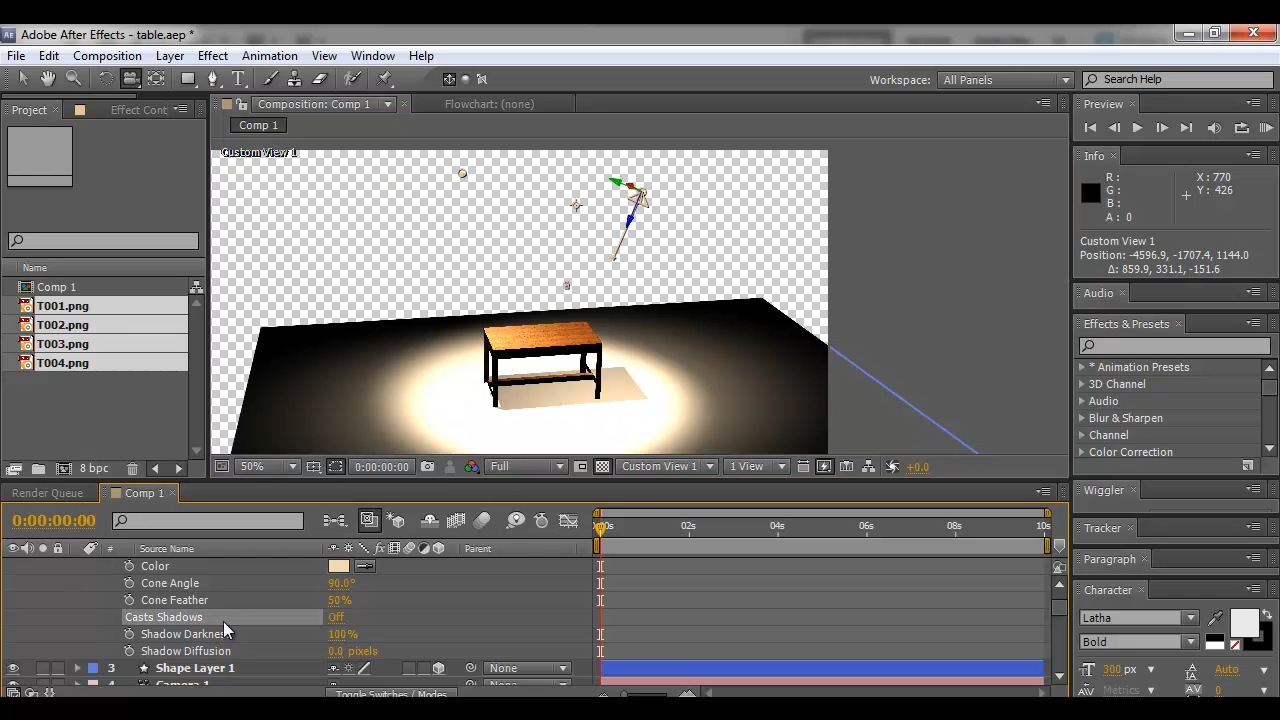 Adobe After Effects - table.aep *
File Edit Composition Layer Effect Animation View Window Help
Workspace: All Panels
Search Help
Project Effect Cont
Composition: Comp 1 Flowchart: (none)
Preview
Comp 1
Custom View 1
Info
R :
G :
B :
A : 0
X : 770
Y : 426
Custom View 1
Position: -4596.9, -1707.4, 1144.0
Δ: 859.9, 331.1, -151.6
Name
Comp 1
T001.png
T002.png
T003.png
T004.png
Audio
Effects & Presets
* Animation Presets
3D Channel
Audio
Blur & Sharpen
Channel
Color Correction
8 bpc
50% 0:00:00:00 Full Custom View 1 1 View +0.0
Render Queue Comp 1
Wiggler
0:00:00:00
0s 02s 04s 06s 08s 10s
Tracker
# Source Name Parent
Paragraph
Color
Cone Angle 90.0°
Cone Feather 50%
Casts Shadows Off
Shadow Darkness 100%
Shadow Diffusion 0.0 pixels
3 Shape Layer 1 None
4 Camera 1 None
Toggle Switches / Modes
Character
Latha
Bold
300 px Auto
Metrics 0